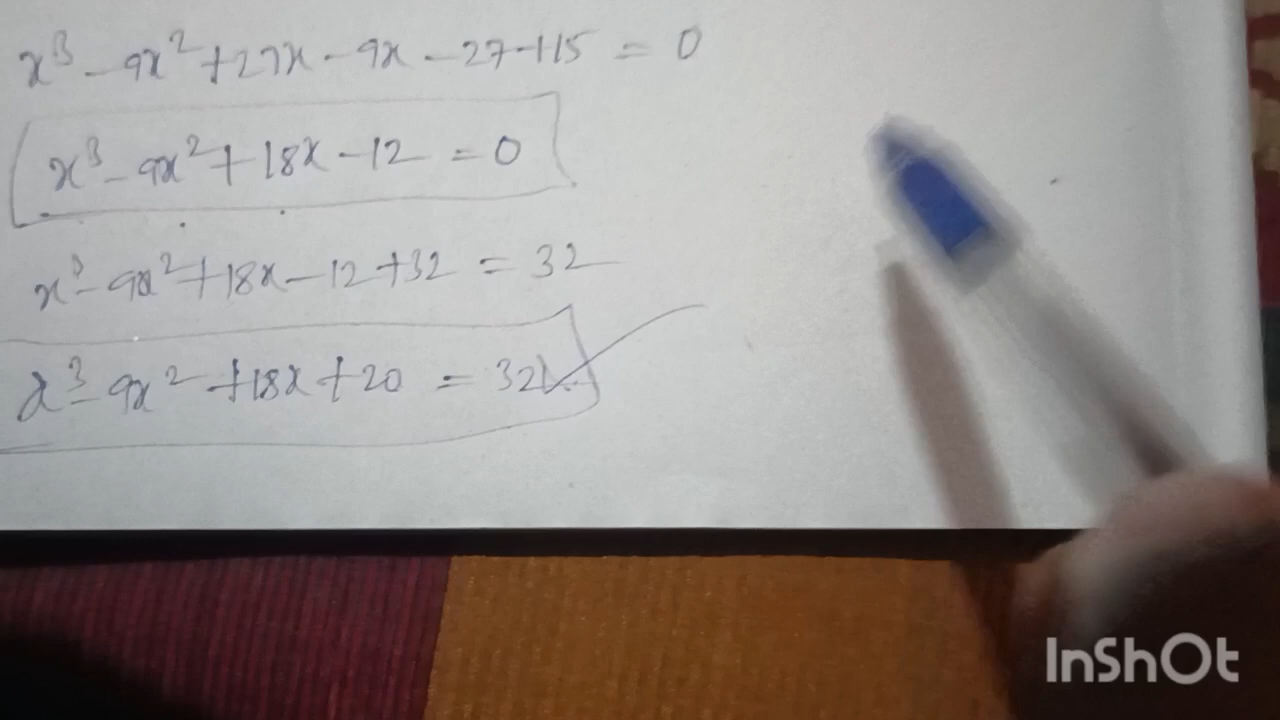 x³ - 9x² + 27x - 9x - 27 + 15 = 0
x³ - 9x² + 18x - 12 = 0
x³ - 9x² + 18x - 12 + 32 = 32
x³ - 9x² + 18x + 20 = 32
InShOt